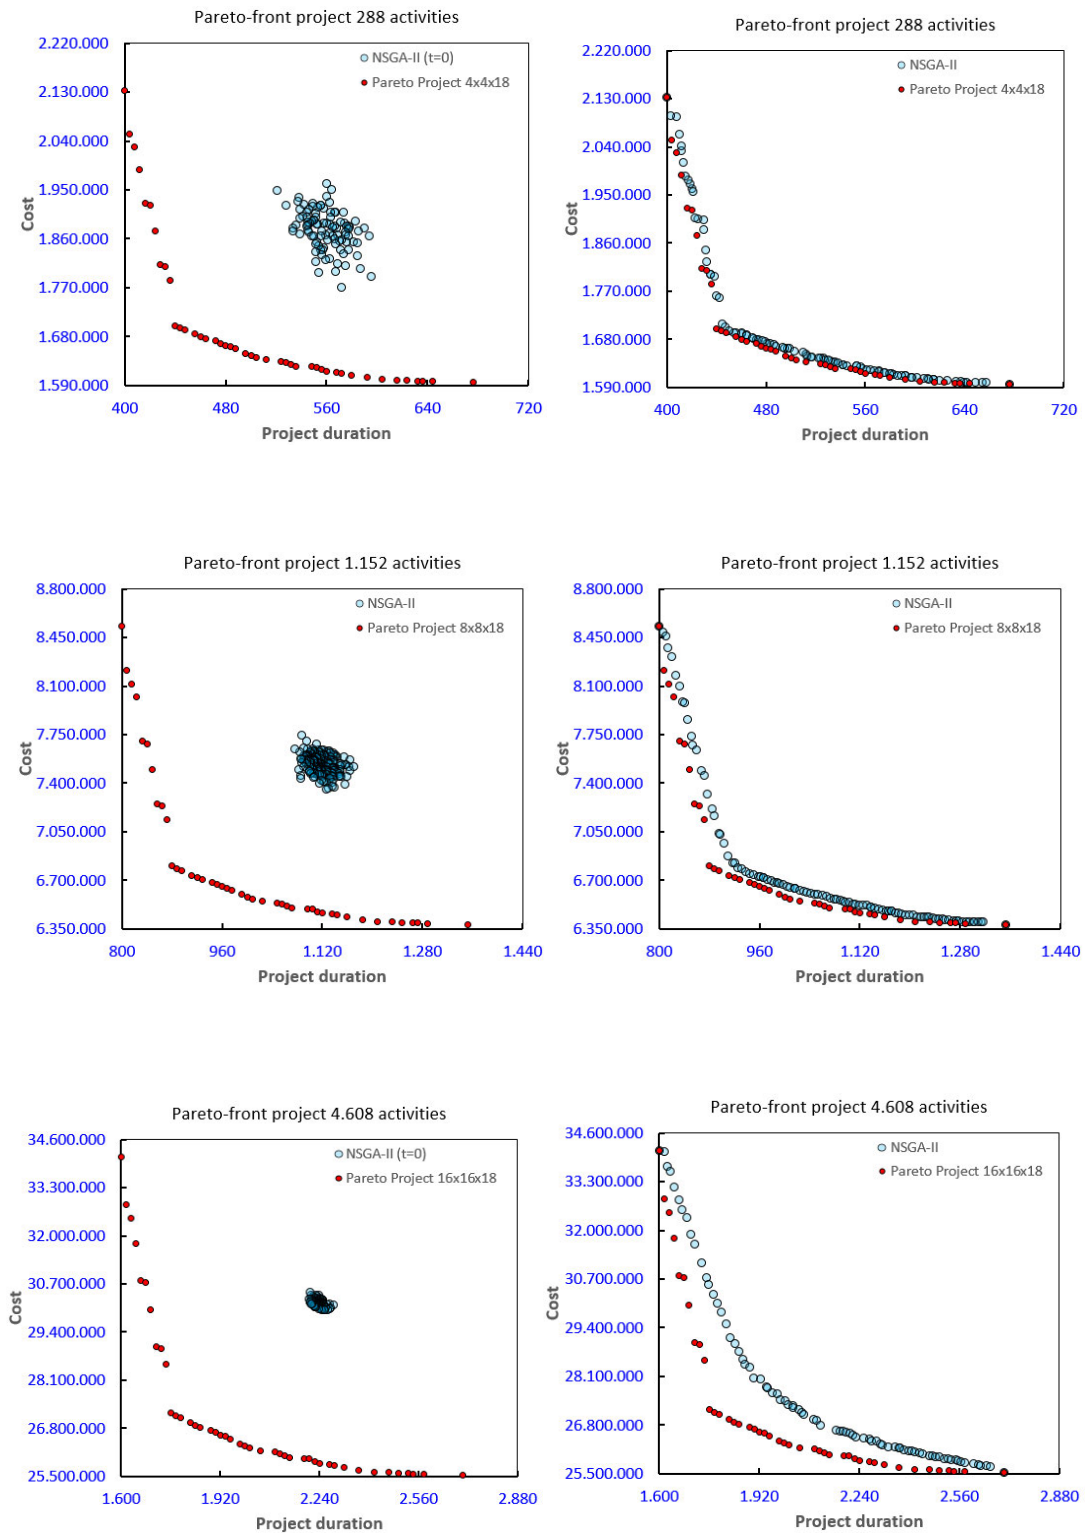 Pareto-front project 288 activities
2.220.000
2.130.000
2.040.000
1.950.000
1.860.000
1.770.000
1.680.000
1.590.000
Cost
NSGA-II (t=0)
Pareto Project 4x4x18
400 480 560 640 720
Project duration
Pareto-front project 288 activities
2.220.000
2.130.000
2.040.000
1.950.000
1.860.000
1.770.000
1.680.000
1.590.000
Cost
NSGA-II
Pareto Project 4x4x18
400 480 560 640 720
Project duration
Pareto-front project 1.152 activities
8.800.000
8.450.000
8.100.000
7.750.000
7.400.000
7.050.000
6.700.000
6.350.000
Cost
NSGA-II
Pareto Project 8x8x18
800 960 1.120 1.280 1.440
Project duration
Pareto-front project 1.152 activities
8.800.000
8.450.000
8.100.000
7.750.000
7.400.000
7.050.000
6.700.000
6.350.000
Cost
NSGA-II
Pareto Project 8x8x18
800 960 1.120 1.280 1.440
Project duration
Pareto-front project 4.608 activities
34.600.000
33.300.000
32.000.000
30.700.000
29.400.000
28.100.000
26.800.000
25.500.000
Cost
NSGA-II (t=0)
Pareto Project 16x16x18
1.600 1.920 2.240 2.560 2.880
Project duration
Pareto-front project 4.608 activities
34.600.000
33.300.000
32.000.000
30.700.000
29.400.000
28.100.000
26.800.000
25.500.000
Cost
NSGA-II
Pareto Project 16x16x18
1.600 1.920 2.240 2.560 2.880
Project duration